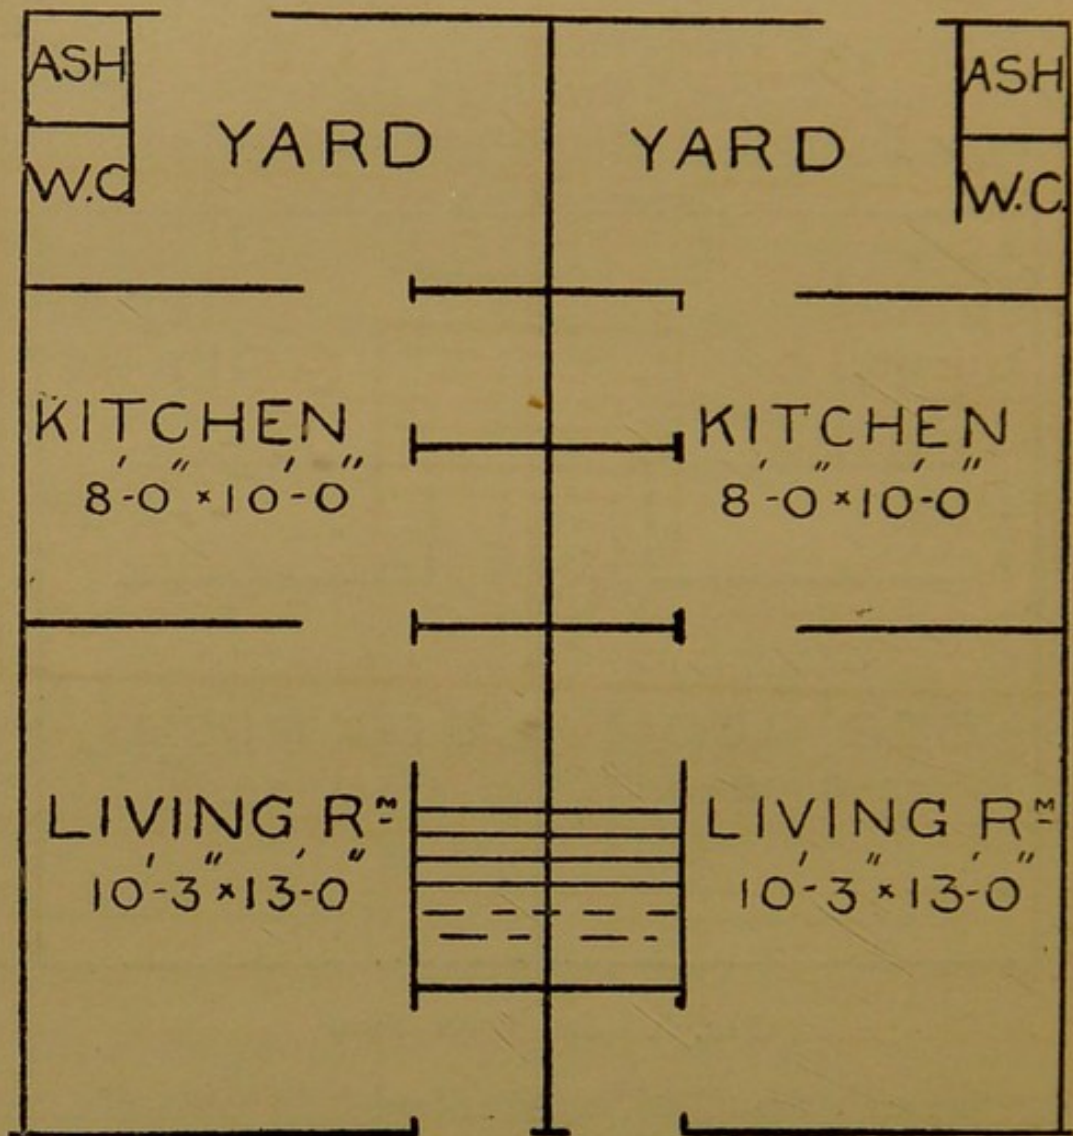 ASH
W.C.
YARD
YARD
ASH
W.C.
KITCHEN
8'-0" × 10'-0"
KITCHEN
8'-0" × 10'-0"
LIVING Rᴹ
10'-3" × 13'-0"
LIVING Rᴹ
10'-3" × 13'-0"